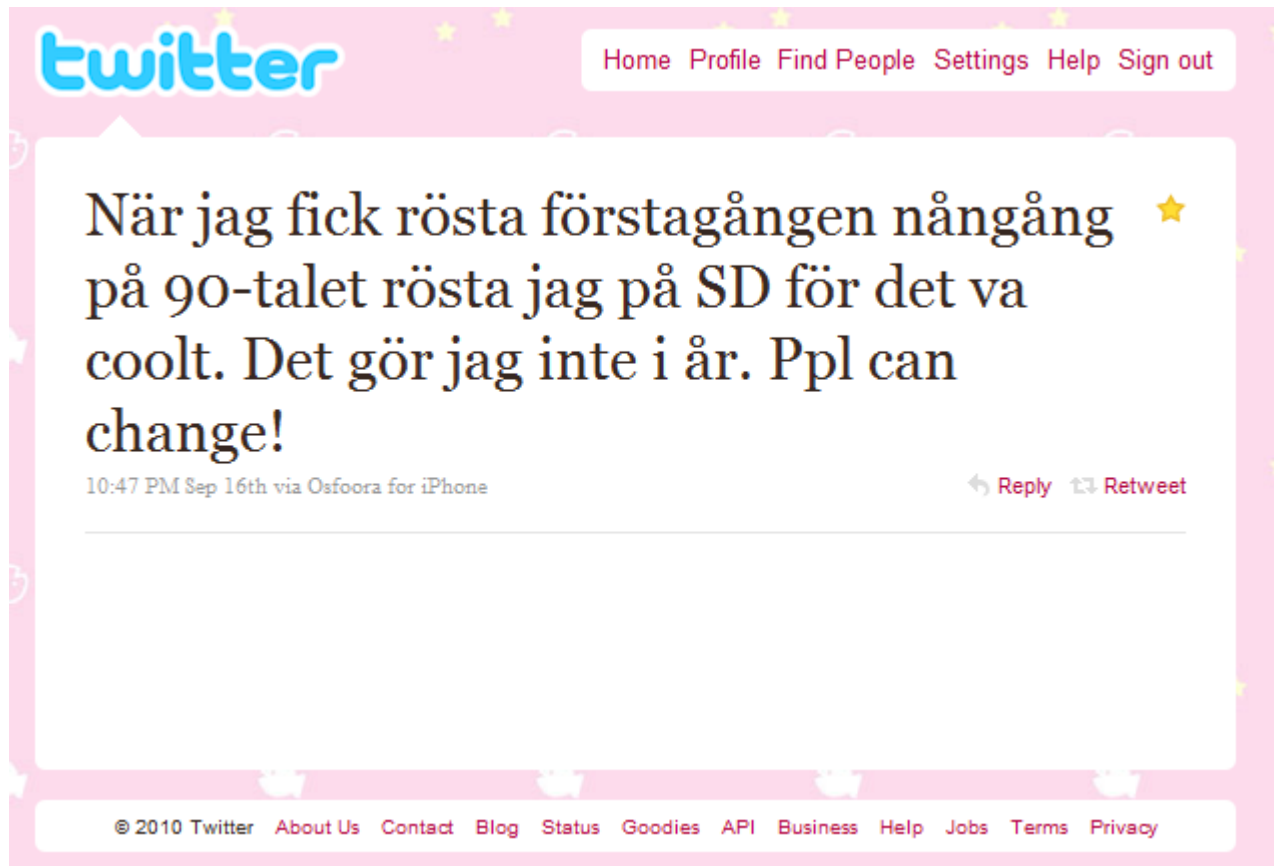 twitter
Home Profile Find People Settings Help Sign out
När jag fick rösta förstagången nångång
på 90-talet rösta jag på SD för det va
coolt. Det gör jag inte i år. Ppl can
change!
10:47 PM Sep 16th via Osfoora for iPhone
Reply Retweet
© 2010 Twitter About Us Contact Blog Status Goodies API Business Help Jobs Terms Privacy